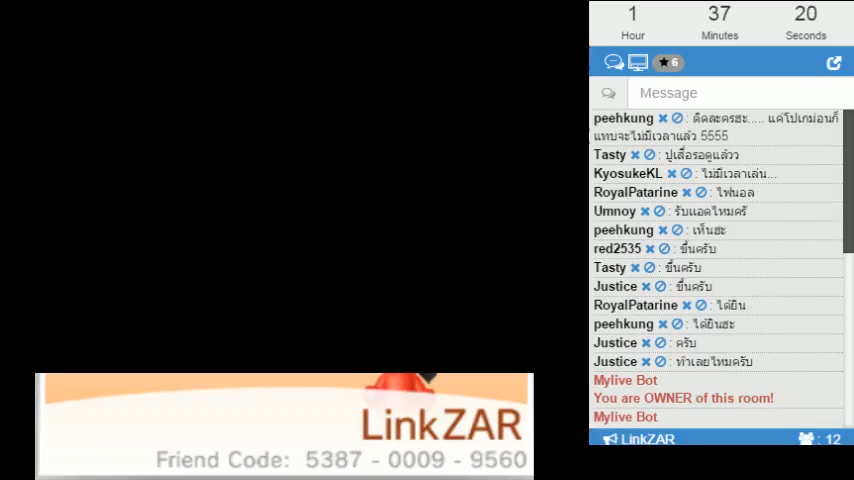 1 37 20
Hour Minutes Seconds
6
Message
peehkung : ติดละครฮะ..... แค่โปเกม่อนก็
แทบจะไม่มีเวลาแล้ว 5555
Tasty : ปูเสื่อรอดูแล้วว
KyosukeKL : ไม่มีเวลาเล่น...
RoyalPatarine : ไฟนอล
Umnoy : รับแอดไหมครั
peehkung : เห็นฮะ
red2535 : ขึ้นครับ
Tasty : ขึ้นครับ
Justice : ขึ้นครับ
RoyalPatarine : ได้ยิน
peehkung : ได้ยินฮะ
Justice : ครับ
Justice : ทำเลยไหมครับ
Mylive Bot
You are OWNER of this room!
Mylive Bot
LinkZAR : 12
LinkZAR
Friend Code: 5387 - 0009 - 9560